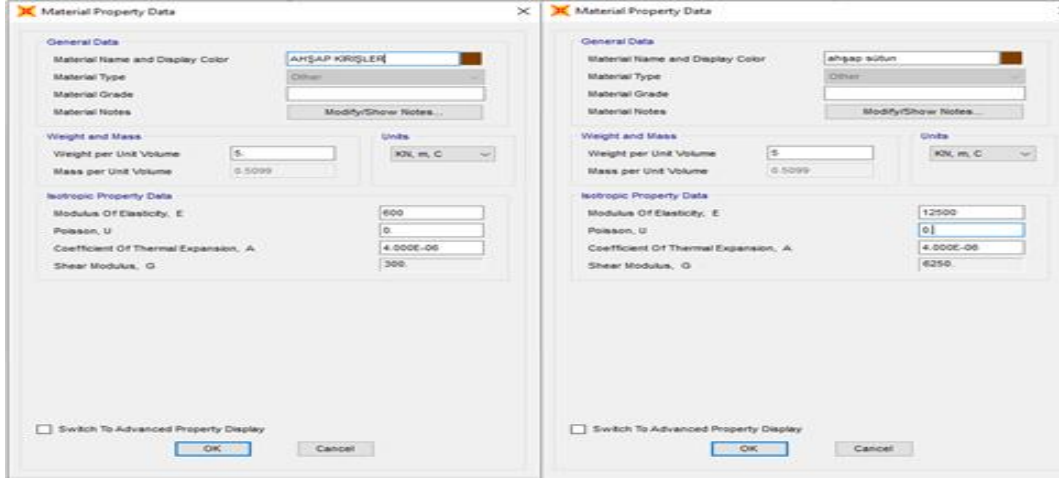 Material Property Data
General Data
Material Name and Display Color AHŞAP KİRİŞLER
Material Type Other
Material Grade
Material Notes Modify/Show Notes...
Weight and Mass Units
Weight per Unit Volume 5. KN, m, C
Mass per Unit Volume 0.5099
Isotropic Property Data
Modulus Of Elasticity, E 600
Poisson, U 0.
Coefficient Of Thermal Expansion, A 4.000E-06
Shear Modulus, G 300.
Switch To Advanced Property Display
OK Cancel
Material Property Data
General Data
Material Name and Display Color ahşap sütun
Material Type Other
Material Grade
Material Notes Modify/Show Notes...
Weight and Mass Units
Weight per Unit Volume 5 KN, m, C
Mass per Unit Volume 0.5099
Isotropic Property Data
Modulus Of Elasticity, E 12500
Poisson, U 0.
Coefficient Of Thermal Expansion, A 4.000E-06
Shear Modulus, G 6250.
Switch To Advanced Property Display
OK Cancel